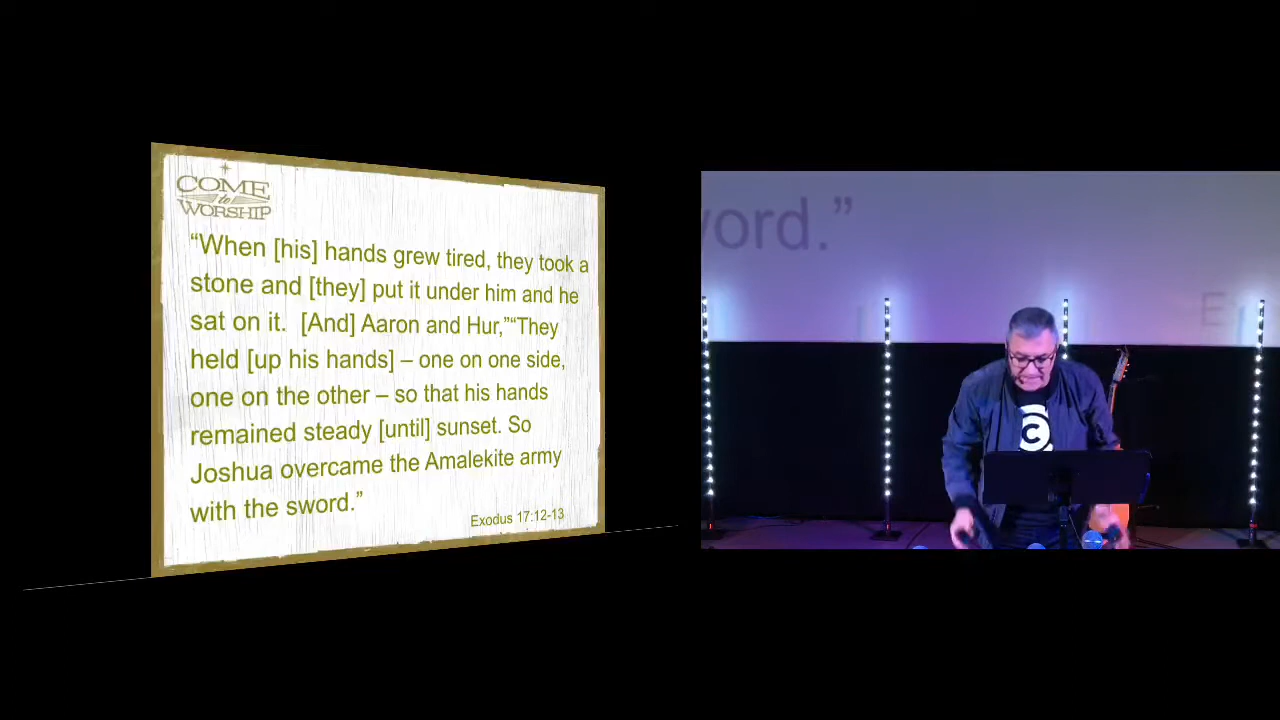 COME
to
WORSHIP
“When [his] hands grew tired, they took a
stone and [they] put it under him and he
sat on it.  [And] Aaron and Hur,”“They
held [up his hands] – one on one side,
one on the other – so that his hands
remained steady [until] sunset. So
Joshua overcame the Amalekite army
with the sword.”
Exodus 17:12-13
ord.”
E
C